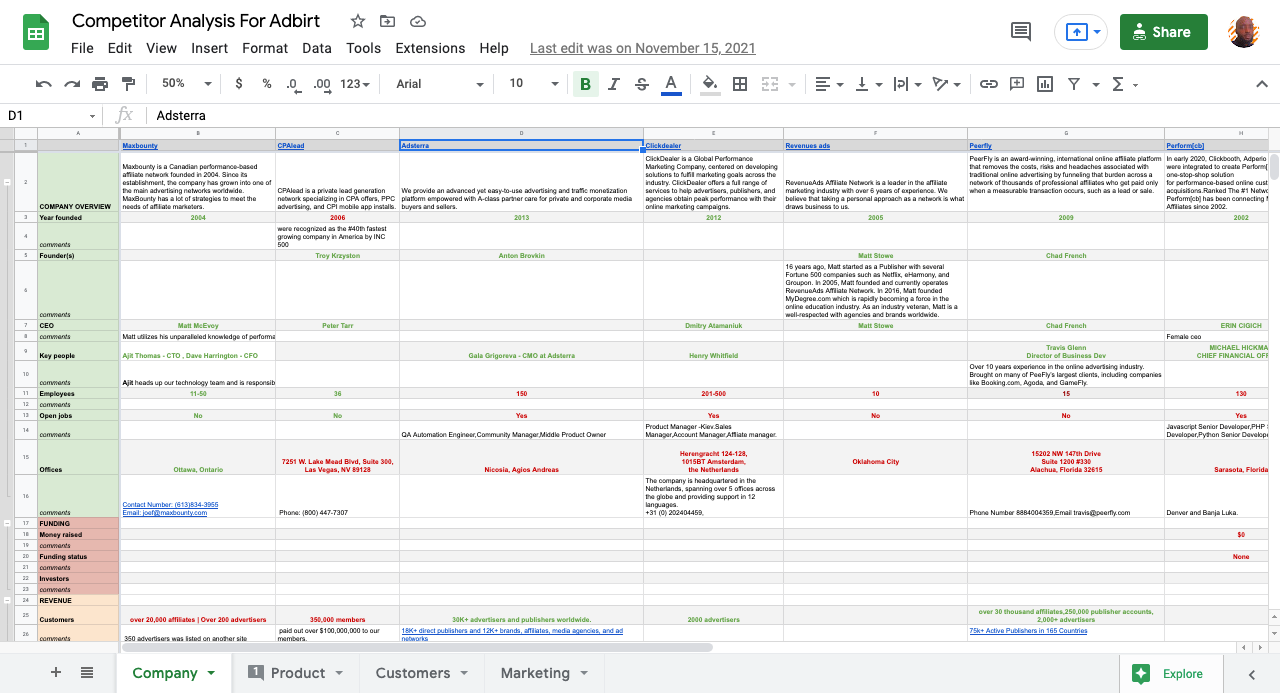 Competitor Analysis For Adbirt
File Edit View Insert Format Data Tools Extensions Help Last edit was on November 15, 2021
Share
50% $ % .0 .00 123 Arial 10 B I S A
D1 fx Adsterra
A B C D E F G H
1 Maxbounty CPAlead Adsterra Clickdealer Revenues ads Peerfly Perform[cb]
2 COMPANY OVERVIEW
Maxbounty is a Canadian performance-based
affiliate network founded in 2004. Since its
establishment, the company has grown into one of
the main advertising networks worldwide.
MaxBounty has a lot of strategies to meet the
needs of affiliate marketers.
CPAlead is a private lead generation
network specializing in CPA offers, PPC
advertising, and CPI mobile app installs.
We provide an advanced yet easy-to-use advertising and traffic monetization
platform empowered with A-class partner care for private and corporate media
buyers and sellers.
ClickDealer is a Global Performance
Marketing Company, centered on developing
solutions to fulfill marketing goals across the
industry. ClickDealer offers a full range of
services to help advertisers, publishers, and
agencies obtain peak performance with their
online marketing campaigns.
RevenueAds Affiliate Network is a leader in the affiliate
marketing industry with over 6 years of experience. We
believe that taking a personal approach as a network is what
draws business to us.
PeerFly is an award-winning, international online affiliate platform
that removes the costs, risks and headaches associated with
traditional online advertising by funneling that burden across a
network of thousands of professional affiliates who get paid only
when a measurable transaction occurs, such as a lead or sale.
In early 2020, Clickbooth, Adperio
were integrated to create Perform[
one-stop-shop solution
for performance-based online cust
acquisitions.Ranked The #1 Netwo
Perform[cb] has been connecting M
Affiliates since 2002.
3 Year founded 2004 2006 2013 2012 2005 2009 2002
4 comments
were recognized as the #40th fastest
growing company in America by INC
500
5 Founder(s) Troy Krzyston Anton Brovkin Matt Stowe Chad French
6 comments
16 years ago, Matt started as a Publisher with several
Fortune 500 companies such as Netflix, eHarmony, and
Groupon. In 2005, Matt founded and currently operates
RevenueAds Affiliate Network. In 2016, Matt founded
MyDegree.com which is rapidly becoming a force in the
online education industry. As an industry veteran, Matt is a
well-respected with agencies and brands worldwide.
7 CEO Matt McEvoy Peter Tarr Dmitry Atamaniuk Matt Stowe Chad French ERIN CIGICH
8 comments Matt utilizes his unparalleled knowledge of performa Female ceo
9 Key people Ajit Thomas - CTO , Dave Harrington - CFO Gala Grigoreva - CMO at Adsterra Henry Whitfield
Travis Glenn
Director of Business Dev
MICHAEL HICKMA
CHIEF FINANCIAL OFF
10 comments Ajit heads up our technology team and is responsib
Over 10 years experience in the online advertising industry.
Brought on many of PeeFly's largest clients, including companies
like Booking.com, Agoda, and GameFly.
11 Employees 11-50 36 150 201-500 10 15 130
12 comments
13 Open jobs No No Yes Yes No No Yes
14 comments QA Automation Engineer,Community Manager,Middle Product Owner
Product Manager -Kiev.Sales
Manager,Account Manager,Affliate manager.
Javascript Senior Developer,PHP
Developer,Python Senior Develope
15 Offices Ottawa, Ontario
7251 W. Lake Mead Blvd, Suite 300,
Las Vegas, NV 89128
Nicosia, Agios Andreas
Herengracht 124-128,
1015BT Amsterdam,
the Netherlands
Oklahoma City
15202 NW 147th Drive
Suite 1200 #330
Alachua, Florida 32615
Sarasota, Florida
16 comments
Contact Number: (613)834-3955
Email: joef@maxbounty.com
Phone: (800) 447-7307
The company is headquartered in the
Netherlands, spanning over 5 offices across
the globe and providing support in 12
languages.
+31 (0) 202404459,
Phone Number 8884004359,Email travis@peerfly.com
Denver and Banja Luka.
17 FUNDING
18 Money raised $0
19 comments
20 Funding status None
21 comments
22 Investors
23 comments
24 REVENUE
25 Customers over 20,000 affiliates | Over 200 advertisers 350,000 members 30K+ advertisers and publishers worldwide. 2000 advertisers
over 30 thousand affiliates,250,000 publisher accounts,
2,000+ advertisers
26 comments 350 advertisers was listed on another site
paid out over $100,000,000 to our
members.
18K+ direct publishers and 12K+ brands, affiliates, media agencies, and ad
networks
75k+ Active Publishers in 165 Countries
Company 1 Product Customers Marketing Explore